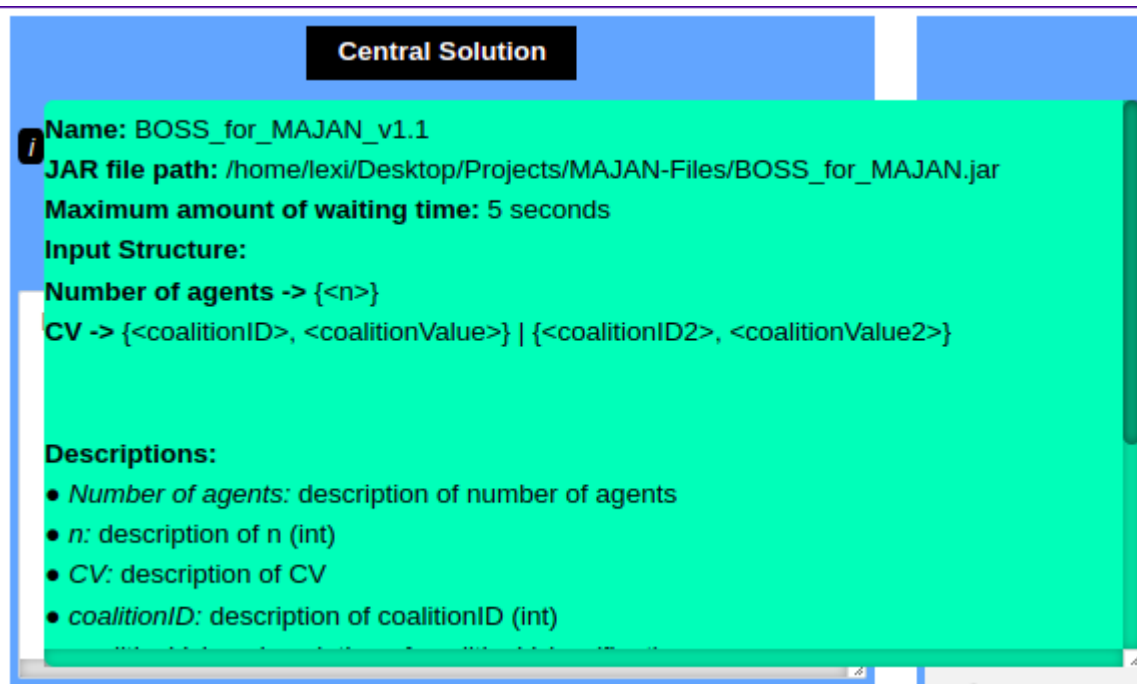 Central Solution
i
Name: BOSS_for_MAJAN_v1.1
JAR file path: /home/lexi/Desktop/Projects/MAJAN-Files/BOSS_for_MAJAN.jar
Maximum amount of waiting time: 5 seconds
Input Structure:
Number of agents -> {<n>}
CV -> {<coalitionID>, <coalitionValue>} | {<coalitionID2>, <coalitionValue2>}
Descriptions:
● Number of agents: description of number of agents
● n: description of n (int)
● CV: description of CV
● coalitionID: description of coalitionID (int)